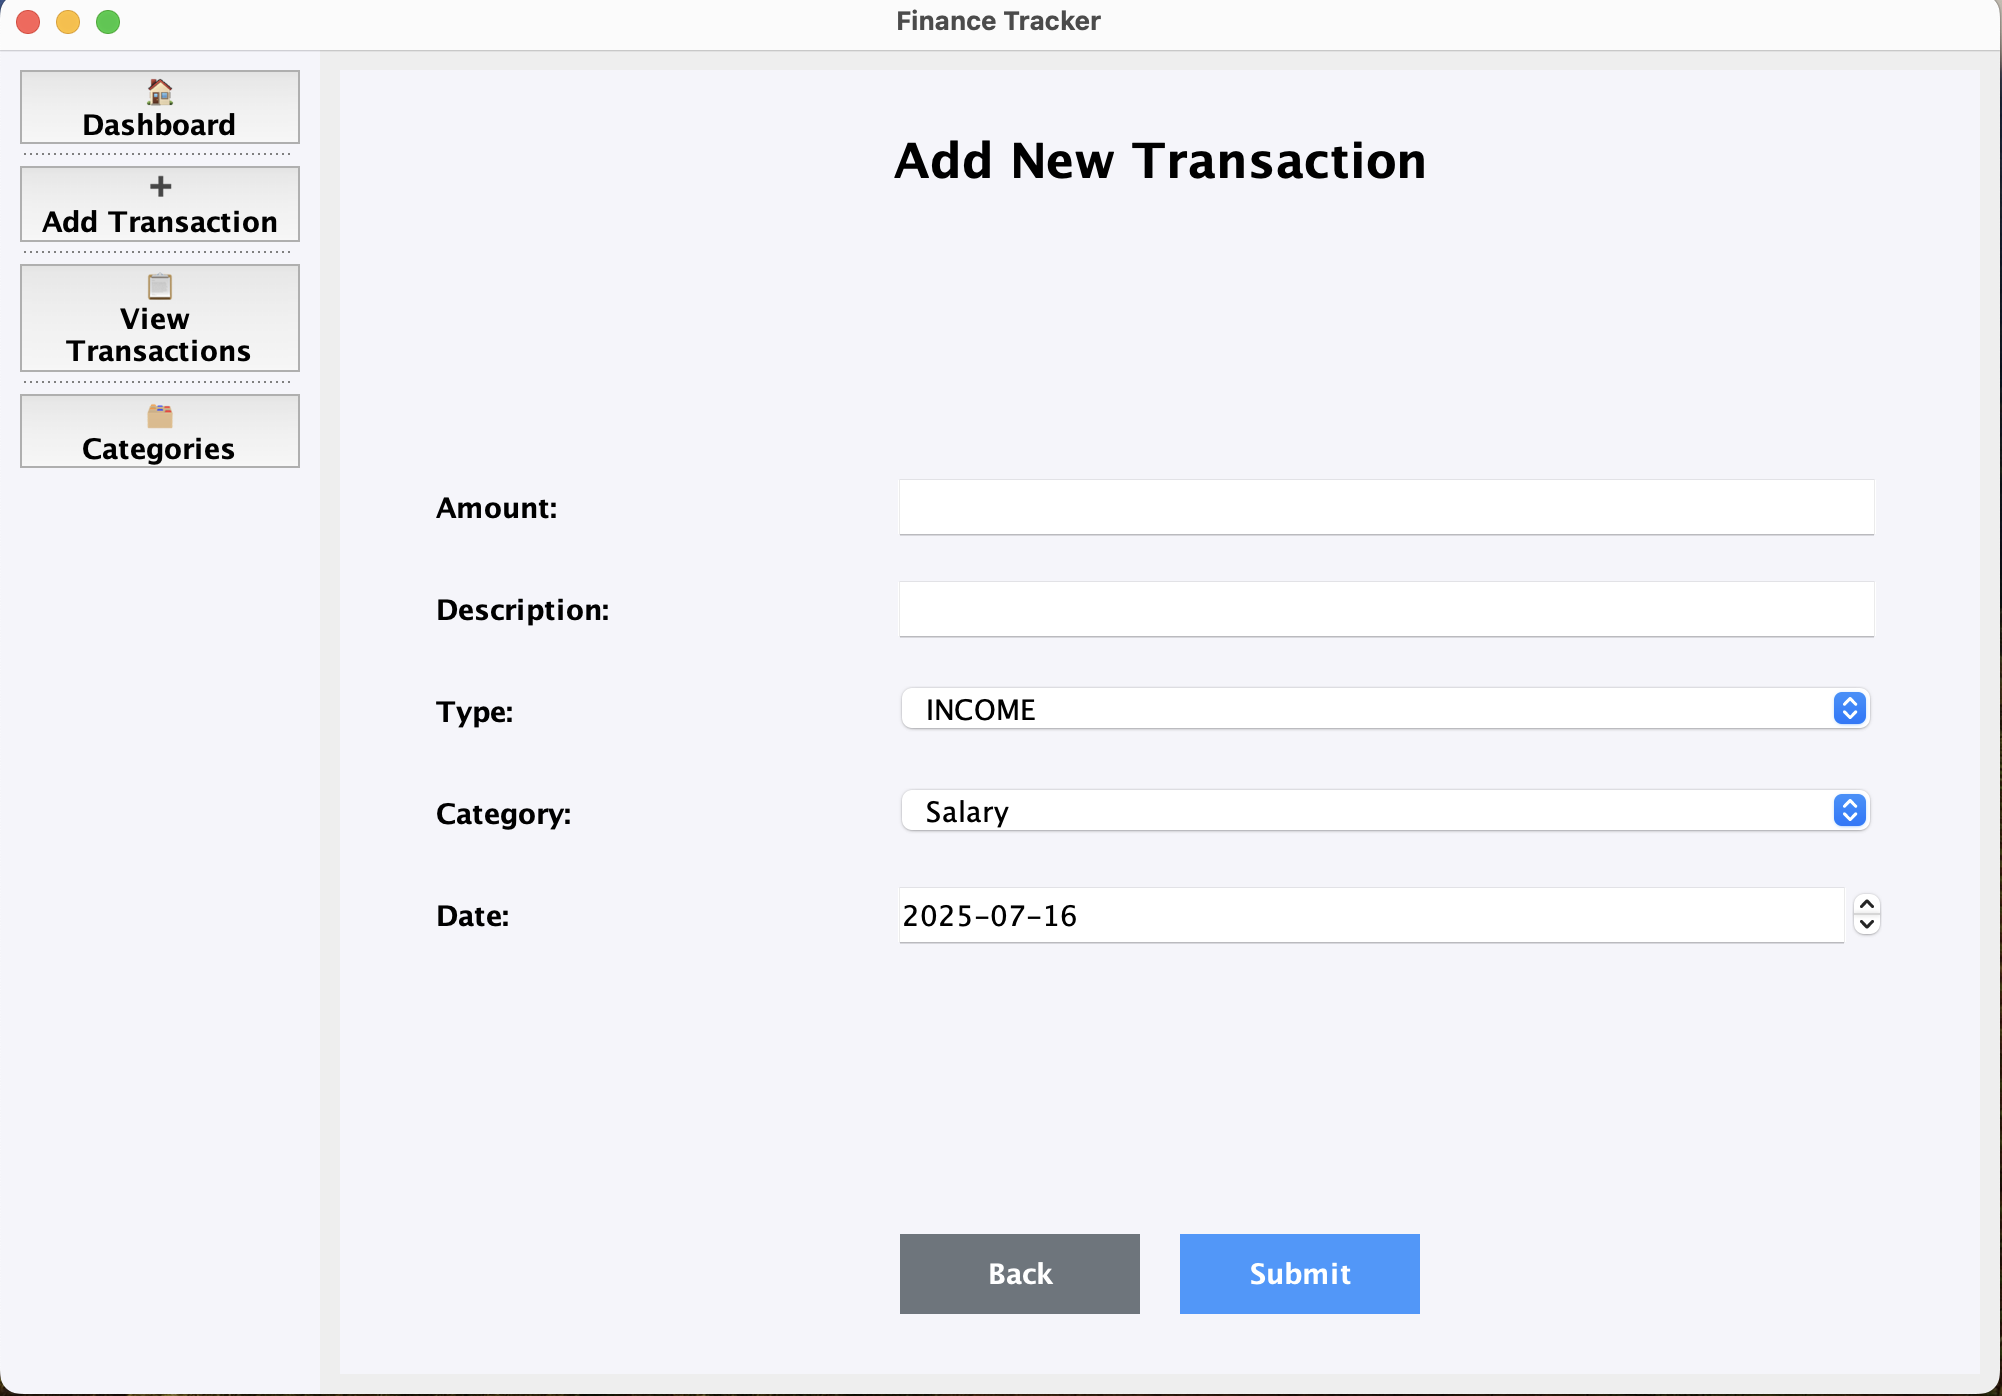 Finance Tracker
Dashboard
Add Transaction
View
Transactions
Categories
Add New Transaction
Amount:
Description:
Type:
INCOME
Category:
Salary
Date:
2025-07-16
Back
Submit